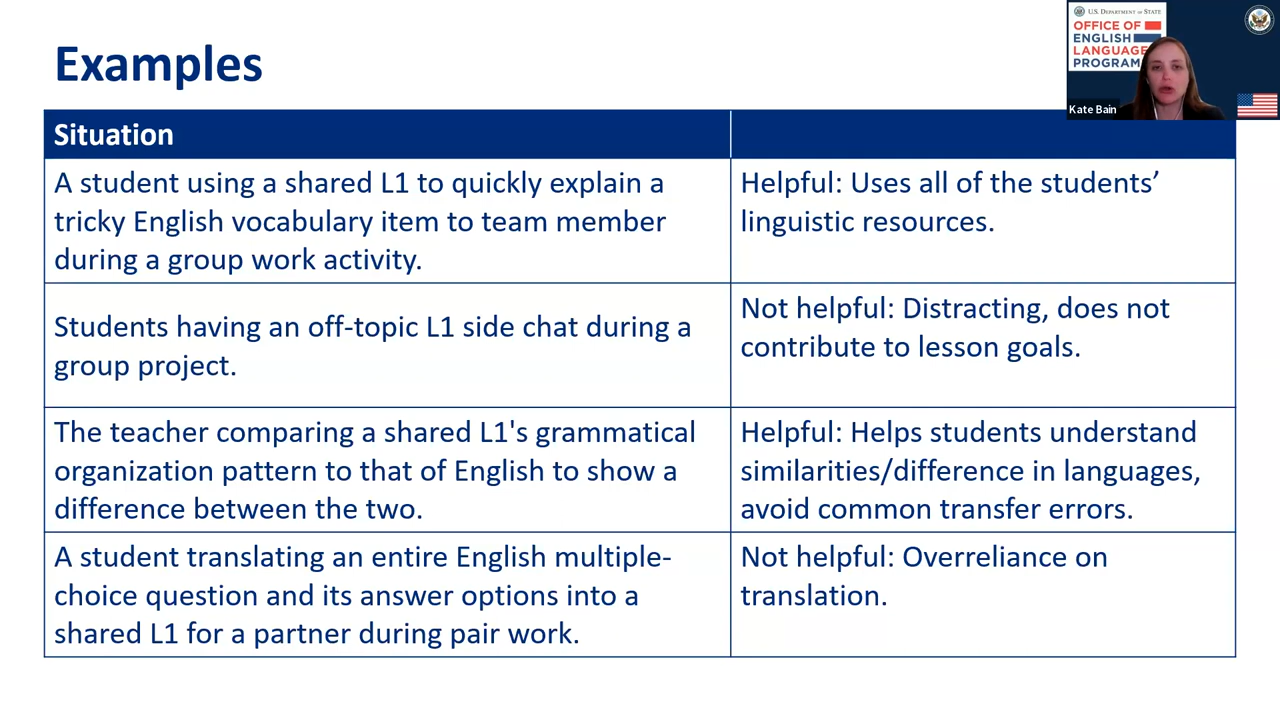 Examples
U.S. DEPARTMENT OF STATE
OFFICE OF
ENGLISH
LANGUAGE
PROGRAM
Kate Bain
Situation
A student using a shared L1 to quickly explain a
tricky English vocabulary item to team member
during a group work activity.
Helpful: Uses all of the students’
linguistic resources.
Students having an off-topic L1 side chat during a
group project.
Not helpful: Distracting, does not
contribute to lesson goals.
The teacher comparing a shared L1's grammatical
organization pattern to that of English to show a
difference between the two.
Helpful: Helps students understand
similarities/difference in languages,
avoid common transfer errors.
A student translating an entire English multiple-
choice question and its answer options into a
shared L1 for a partner during pair work.
Not helpful: Overreliance on
translation.